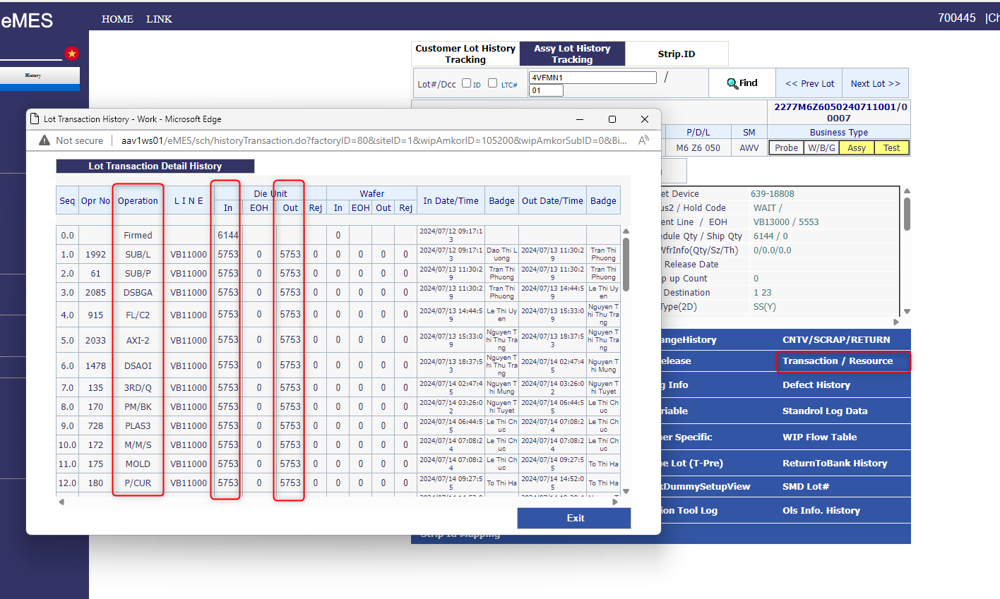 eMES
HOME LINK
700445 |Ch
History
Customer Lot History Tracking
Assy Lot History Tracking
Strip.ID
Lot#/Dcc ID LTC# 4VFMN1 / 01
Find
<< Prev Lot
Next Lot >>
2277M6Z6050240711001/00007
P/D/L SM Business Type
M6 Z6 050 AWV Probe W/B/G Assy Test
Lot Transaction History - Work - Microsoft Edge
Not secure aav1ws01/eMES/sch/historyTransaction.do?factoryID=80&siteID=1&wipAmkorID=105200&wipAmkorSubID=0&Bi...
Lot Transaction Detail History
Seq Opr No Operation L I N E Die Unit Wafer In Date/Time Badge Out Date/Time Badge
In EOH Out Rej In EOH Out Rej
0.0 Firmed 6144 0 2024/07/12 09:17:13
1.0 1992 SUB/L VB11000 5753 0 5753 0 0 0 0 0 2024/07/12 09:17:13 Dao Thi Luong 2024/07/13 11:30:29 Tran Thi Phuong
2.0 61 SUB/P VB11000 5753 0 5753 0 0 0 0 0 2024/07/13 11:30:29 Tran Thi Phuong 2024/07/13 11:30:29 Tran Thi Phuong
3.0 2085 DSBGA VB11000 5753 0 5753 0 0 0 0 0 2024/07/13 11:30:29 Tran Thi Phuong 2024/07/13 14:44:59 Le Thi Uyen
4.0 915 FL/C2 VB11000 5753 0 5753 0 0 0 0 0 2024/07/13 14:44:59 Le Thi Uyen 2024/07/13 15:33:09 Nguyen Thi Thu Trang
5.0 2033 AXI-2 VB11000 5753 0 5753 0 0 0 0 0 2024/07/13 15:33:09 Nguyen Thi Thu Trang 2024/07/13 18:37:53 Nguyen Thi Thu Trang
6.0 1478 DSAOI VB11000 5753 0 5753 0 0 0 0 0 2024/07/13 18:37:53 Nguyen Thi Thu Trang 2024/07/14 02:47:45 Nguyen Thi Mung
7.0 135 3RD/Q VB11000 5753 0 5753 0 0 0 0 0 2024/07/14 02:47:45 Nguyen Thi Mung 2024/07/14 03:26:02 Nguyen Thi Tuyet
8.0 170 PM/BK VB11000 5753 0 5753 0 0 0 0 0 2024/07/14 03:26:02 Nguyen Thi Tuyet 2024/07/14 06:44:55 Le Thi Chuc
9.0 728 PLAS3 VB11000 5753 0 5753 0 0 0 0 0 2024/07/14 06:44:55 Le Thi Chuc 2024/07/14 07:08:24 Le Thi Chuc
10.0 172 M/M/S VB11000 5753 0 5753 0 0 0 0 0 2024/07/14 07:08:24 Le Thi Chuc 2024/07/14 07:08:24 Le Thi Chuc
11.0 175 MOLD VB11000 5753 0 5753 0 0 0 0 0 2024/07/14 07:08:24 Le Thi Chuc 2024/07/14 09:27:55 To Thi Ha
12.0 180 P/CUR VB11000 5753 0 5753 0 0 0 0 0 2024/07/14 09:27:55 To Thi Ha 2024/07/14 14:52:05 To Thi Ha
Exit
et Device 639-18808
us2 / Hold Code WAIT /
ent Line / EOH VB13000 / 5553
edule Qty / Ship Qty 6144 / 0
WfrInfo(Qty/Sz/Th) 0/0.0/0.0
Release Date
p up Count 0
Destination 1 23
Type(2D) SS(Y)
angeHistory CNTV/SCRAP/RETURN
elease Transaction / Resource
g Info Defect History
riable Standrol Log Data
er Specific WIP Flow Table
e Lot (T-Pre) ReturnToBank History
xDummySetupView SMD Lot#
ion Tool Log Ols Info. History
Strip Id Mapping